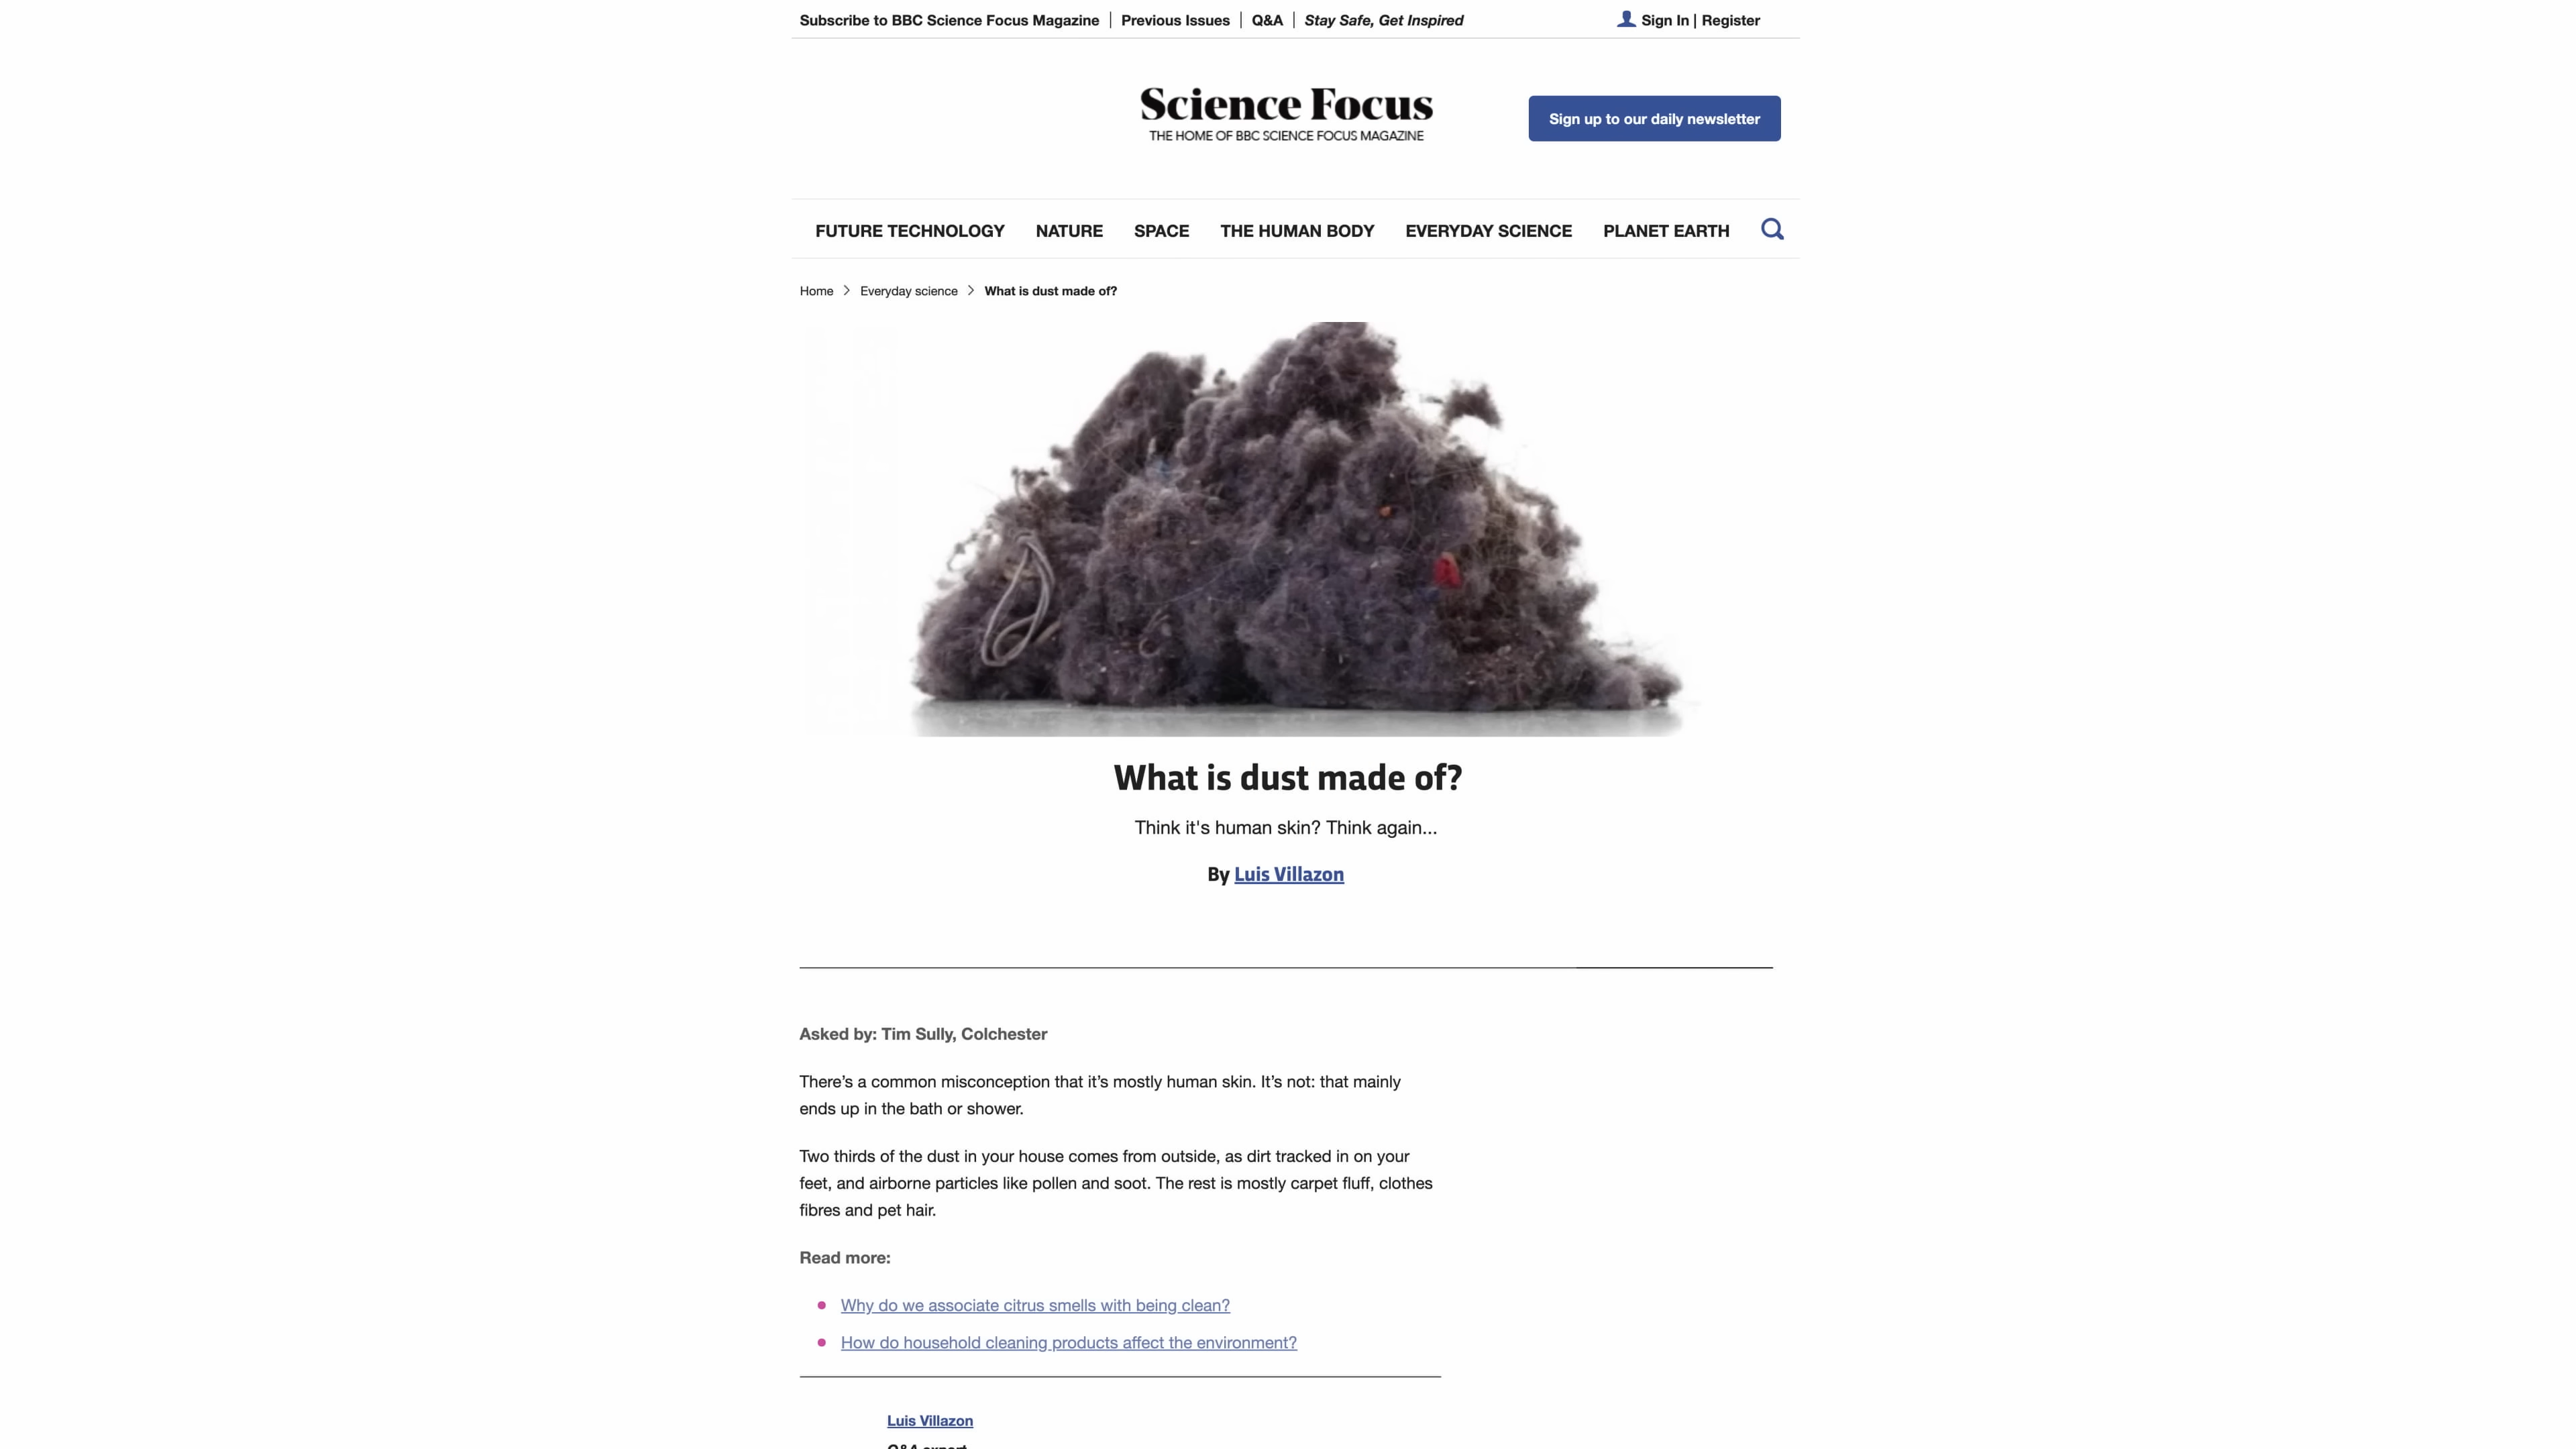 Subscribe to BBC Science Focus Magazine | Previous Issues | Q&A | Stay Safe, Get Inspired
Sign In | Register
Science Focus
THE HOME OF BBC SCIENCE FOCUS MAGAZINE
Sign up to our daily newsletter
FUTURE TECHNOLOGY NATURE SPACE THE HUMAN BODY EVERYDAY SCIENCE PLANET EARTH
Home > Everyday science > What is dust made of?
What is dust made of?
Think it's human skin? Think again...
By Luis Villazon
Asked by: Tim Sully, Colchester
There’s a common misconception that it’s mostly human skin. It’s not: that mainly
ends up in the bath or shower.
Two thirds of the dust in your house comes from outside, as dirt tracked in on your
feet, and airborne particles like pollen and soot. The rest is mostly carpet fluff, clothes
fibres and pet hair.
Read more:
Why do we associate citrus smells with being clean?
How do household cleaning products affect the environment?
Luis Villazon
Q&A expert